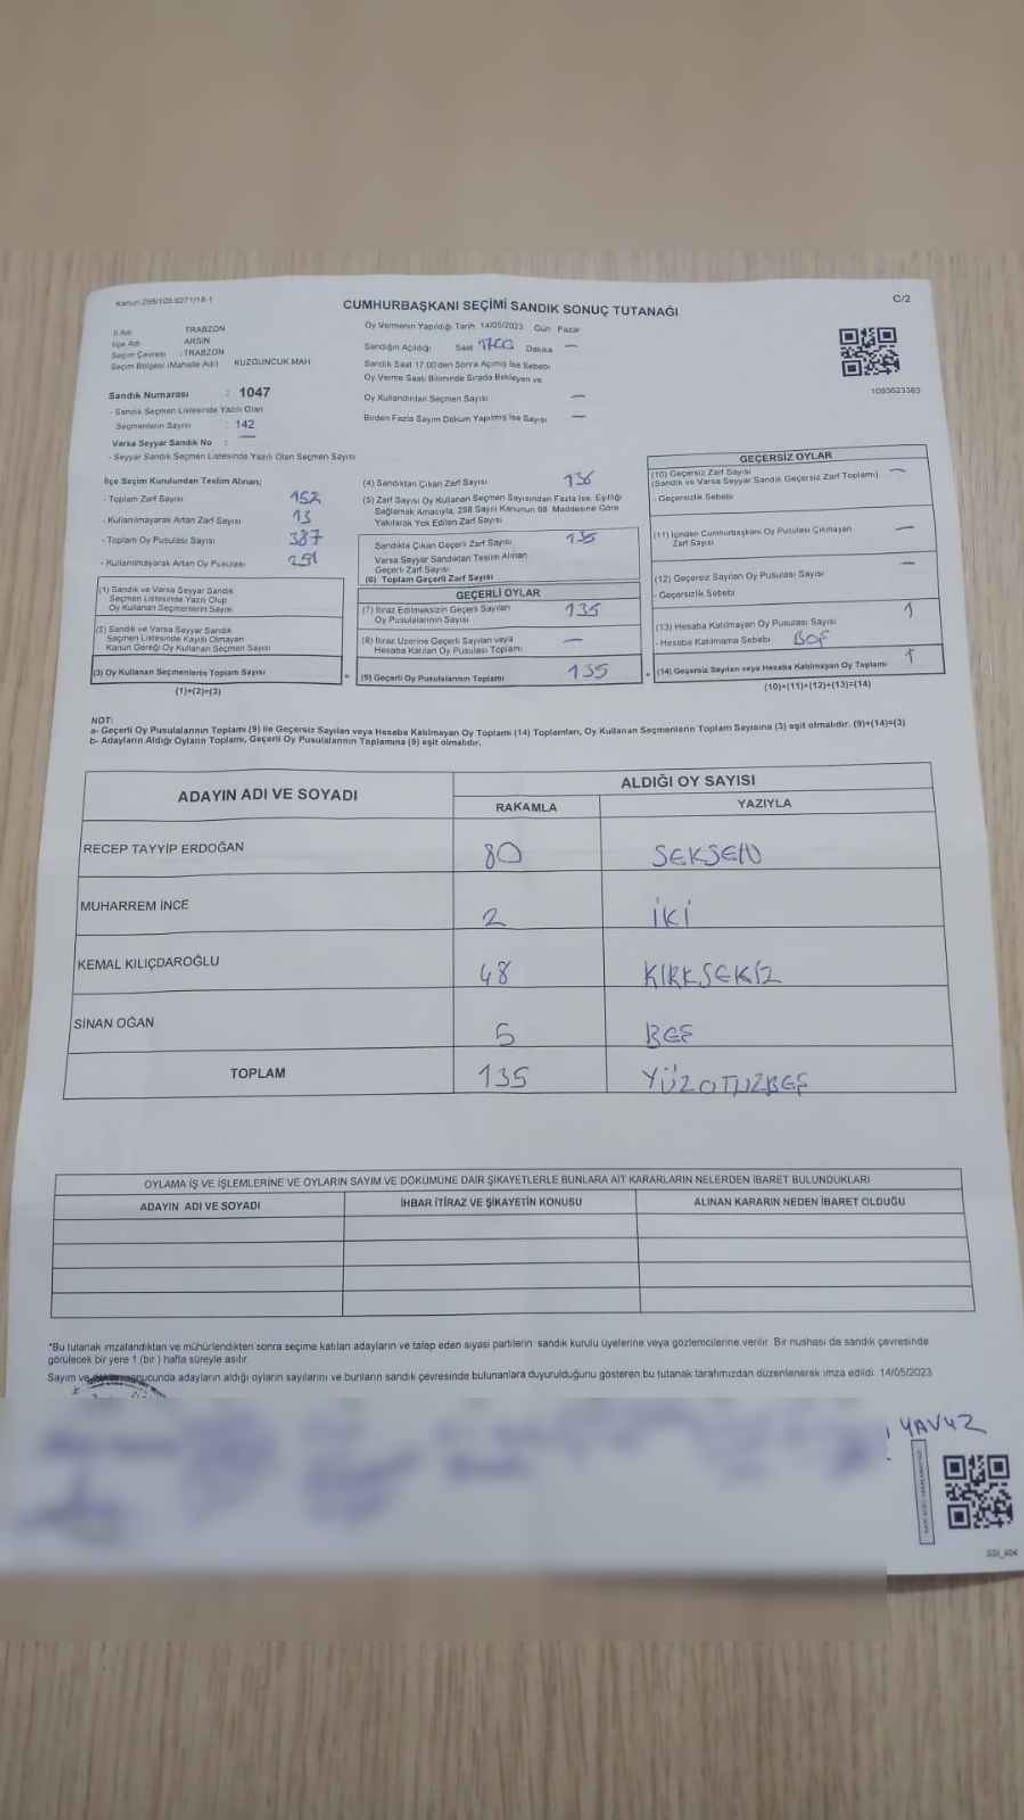 Kanun:298/103-6271/18-1
CUMHURBAŞKANI SEÇİMİ SANDIK SONUÇ TUTANAĞI
C/2
İl Adı TRABZON
İlçe Adı ARSİN
Seçim Çevresi : TRABZON
Seçim Bölgesi (Mahalle Adı) KUZGUNCUK MAH
Sandık Numarası : 1047
- Sandık Seçmen Listesinde Yazılı Olan
Seçmenlerin Sayısı : 142
Varsa Seyyar Sandık No : —
- Seyyar Sandık Seçmen Listesinde Yazılı Olan Seçmen Sayısı
Oy Vermenin Yapıldığı Tarih 14/05/2023 Gün Pazar
Sandığın Açıldığı Saat 1700 Dakika —
Sandık Saat 17.00'den Sonra Açılmış İse Sebebi
Oy Verme Saati Bitiminde Sırada Bekleyen ve
Oy Kullandırılan Seçmen Sayısı —
Birden Fazla Sayım Döküm Yapılmış İse Sayısı —
1083623383
İlçe Seçim Kurulundan Teslim Alınan;
- Toplam Zarf Sayısı 152
- Kullanılmayarak Artan Zarf Sayısı 13
- Toplam Oy Pusulası Sayısı 387
- Kullanılmayarak Artan Oy Pusulası 251
(1) Sandık ve Varsa Seyyar Sandık
Seçmen Listesinde Yazılı Olup
Oy Kullanan Seçmenlerin Sayısı
(2) Sandık ve Varsa Seyyar Sandık
Seçmen Listesinde Kaydı Olmayan
Kanun Gereği Oy Kullanan Seçmen Sayısı
(3) Oy Kullanan Seçmenlerin Toplam Sayısı
(1)+(2)=(3)
(4) Sandıktan Çıkan Zarf Sayısı 136
(5) Zarf Sayısı Oy Kullanan Seçmen Sayısından Fazla İse, Eşitliği
Sağlamak Amacıyla, 298 Sayılı Kanunun 98. Maddesine Göre
Yakılarak Yok Edilen Zarf Sayısı
Sandıkta Çıkan Geçerli Zarf Sayısı 135
Varsa Seyyar Sandıktan Teslim Alınan
Geçerli Zarf Sayısı
(6) Toplam Geçerli Zarf Sayısı
GEÇERLİ OYLAR
(7) İtiraz Edilmeksizin Geçerli Sayılan
Oy Pusulalarının Sayısı 135
(8) İtiraz Üzerine Geçerli Sayılan veya
Hesaba Katılan Oy Pusulası Toplamı —
= (9) Geçerli Oy Pusulalarının Toplamı 135
GEÇERSİZ OYLAR
(10) Geçersiz Zarf Sayısı
(Sandık ve Varsa Seyyar Sandık Geçersiz Zarf Toplamı) —
- Geçersizlik Sebebi
(11) İçinden Cumhurbaşkanı Oy Pusulası Çıkmayan
Zarf Sayısı —
(12) Geçersiz Sayılan Oy Pusulası Sayısı —
- Geçersizlik Sebebi
(13) Hesaba Katılmayan Oy Pusulası Sayısı 1
- Hesaba Katılmama Sebebi BOŞ
+ (14) Geçersiz Sayılan veya Hesaba Katılmayan Oy Toplamı 1
(10)+(11)+(12)+(13)=(14)
NOT:
a- Geçerli Oy Pusulalarının Toplamı (9) ile Geçersiz Sayılan veya Hesaba Katılmayan Oy Toplamı (14) Toplamları, Oy Kullanan Seçmenlerin Toplam Sayısına (3) eşit olmalıdır. (9)+(14)=(3)
b- Adayların Aldığı Oyların Toplamı, Geçerli Oy Pusulalarının Toplamına (9) eşit olmalıdır.
ADAYIN ADI VE SOYADI
ALDIĞI OY SAYISI
RAKAMLA YAZIYLA
RECEP TAYYİP ERDOĞAN 80 SEKSEN
MUHARREM İNCE 2 İKİ
KEMAL KILIÇDAROĞLU 48 KIRKSEKİZ
SİNAN OĞAN 5 BEŞ
TOPLAM 135 YÜZOTUZBEŞ
OYLAMA İŞ VE İŞLEMLERİNE VE OYLARIN SAYIM VE DÖKÜMÜNE DAİR ŞİKAYETLERLE BUNLARA AİT KARARLARIN NELERDEN İBARET BULUNDUKLARI
ADAYIN ADI VE SOYADI İHBAR İTİRAZ VE ŞİKAYETİN KONUSU ALINAN KARARIN NEDEN İBARET OLDUĞU
*Bu tutanak imzalandıktan ve mühürlendikten sonra seçime katılan adayların ve talep eden siyasi partilerin sandık kurulu üyelerine veya gözlemcilerine verilir. Bir nüshası da sandık çevresinde
görülecek bir yere 1 (bir) hafta süreyle asılır.
Sayım ve sonucunda adayların aldığı oyların sayılarını ve bunların sandık çevresinde bulunanlara duyurulduğunu gösteren bu tutanak tarafımızdan düzenlenerek imza edildi. 14/05/2023
YAVUZ